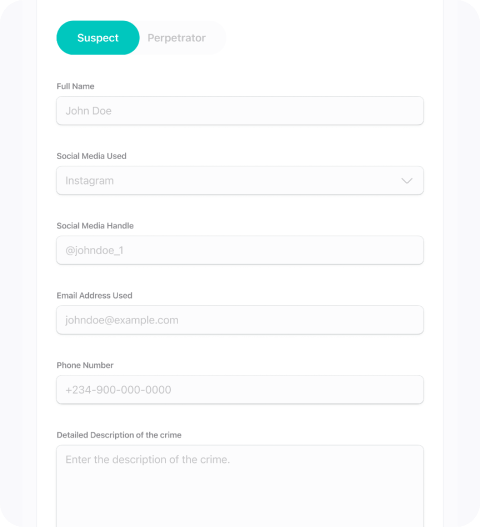 Suspect Perpetrator
Full Name
John Doe
Social Media Used
Instagram
Social Media Handle
@johndoe_1
Email Address Used
johndoe@example.com
Phone Number
+234-900-000-0000
Detailed Description of the crime
Enter the description of the crime.